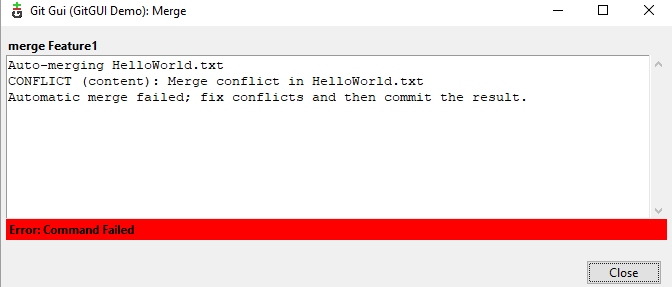 Git Gui (GitGUI Demo): Merge
merge Feature1
Auto-merging HelloWorld.txt
CONFLICT (content): Merge conflict in HelloWorld.txt
Automatic merge failed; fix conflicts and then commit the result.
Error: Command Failed
Close